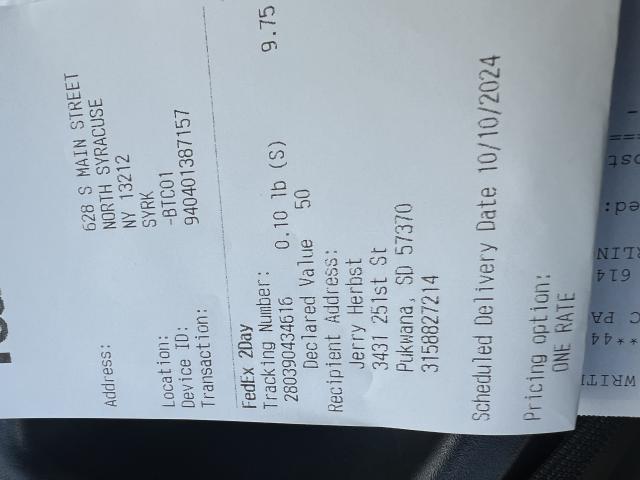 Address: 628 S MAIN STREET
NORTH SYRACUSE
NY 13212
Location: SYRK
Device ID: -BTC01
Transaction: 940401387157
FedEx 2Day
Tracking Number: 0.10 lb (S) 9.75
280390434616
Declared Value 50
Recipient Address:
Jerry Herbst
3431 251st St
Pukwana, SD 57370
3158827214
Scheduled Delivery Date 10/10/2024
Pricing option:
ONE RATE